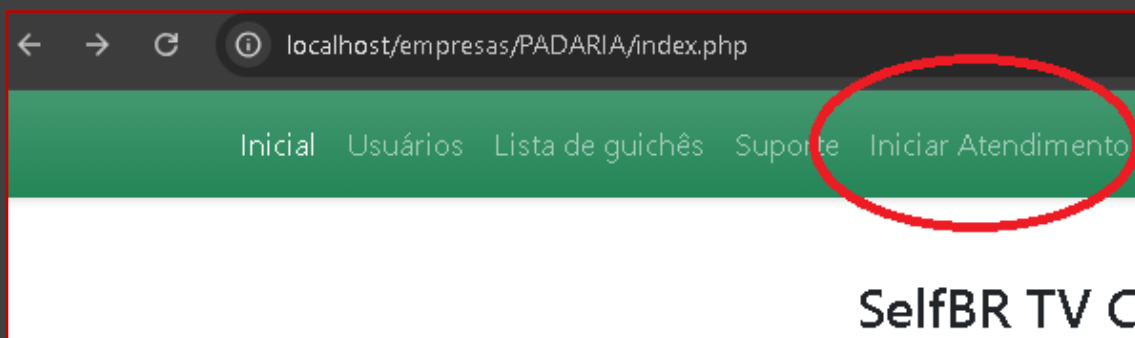 localhost/empresas/PADARIA/index.php
Inicial Usuários Lista de guichês Suporte Iniciar Atendimento
SelfBR TV C